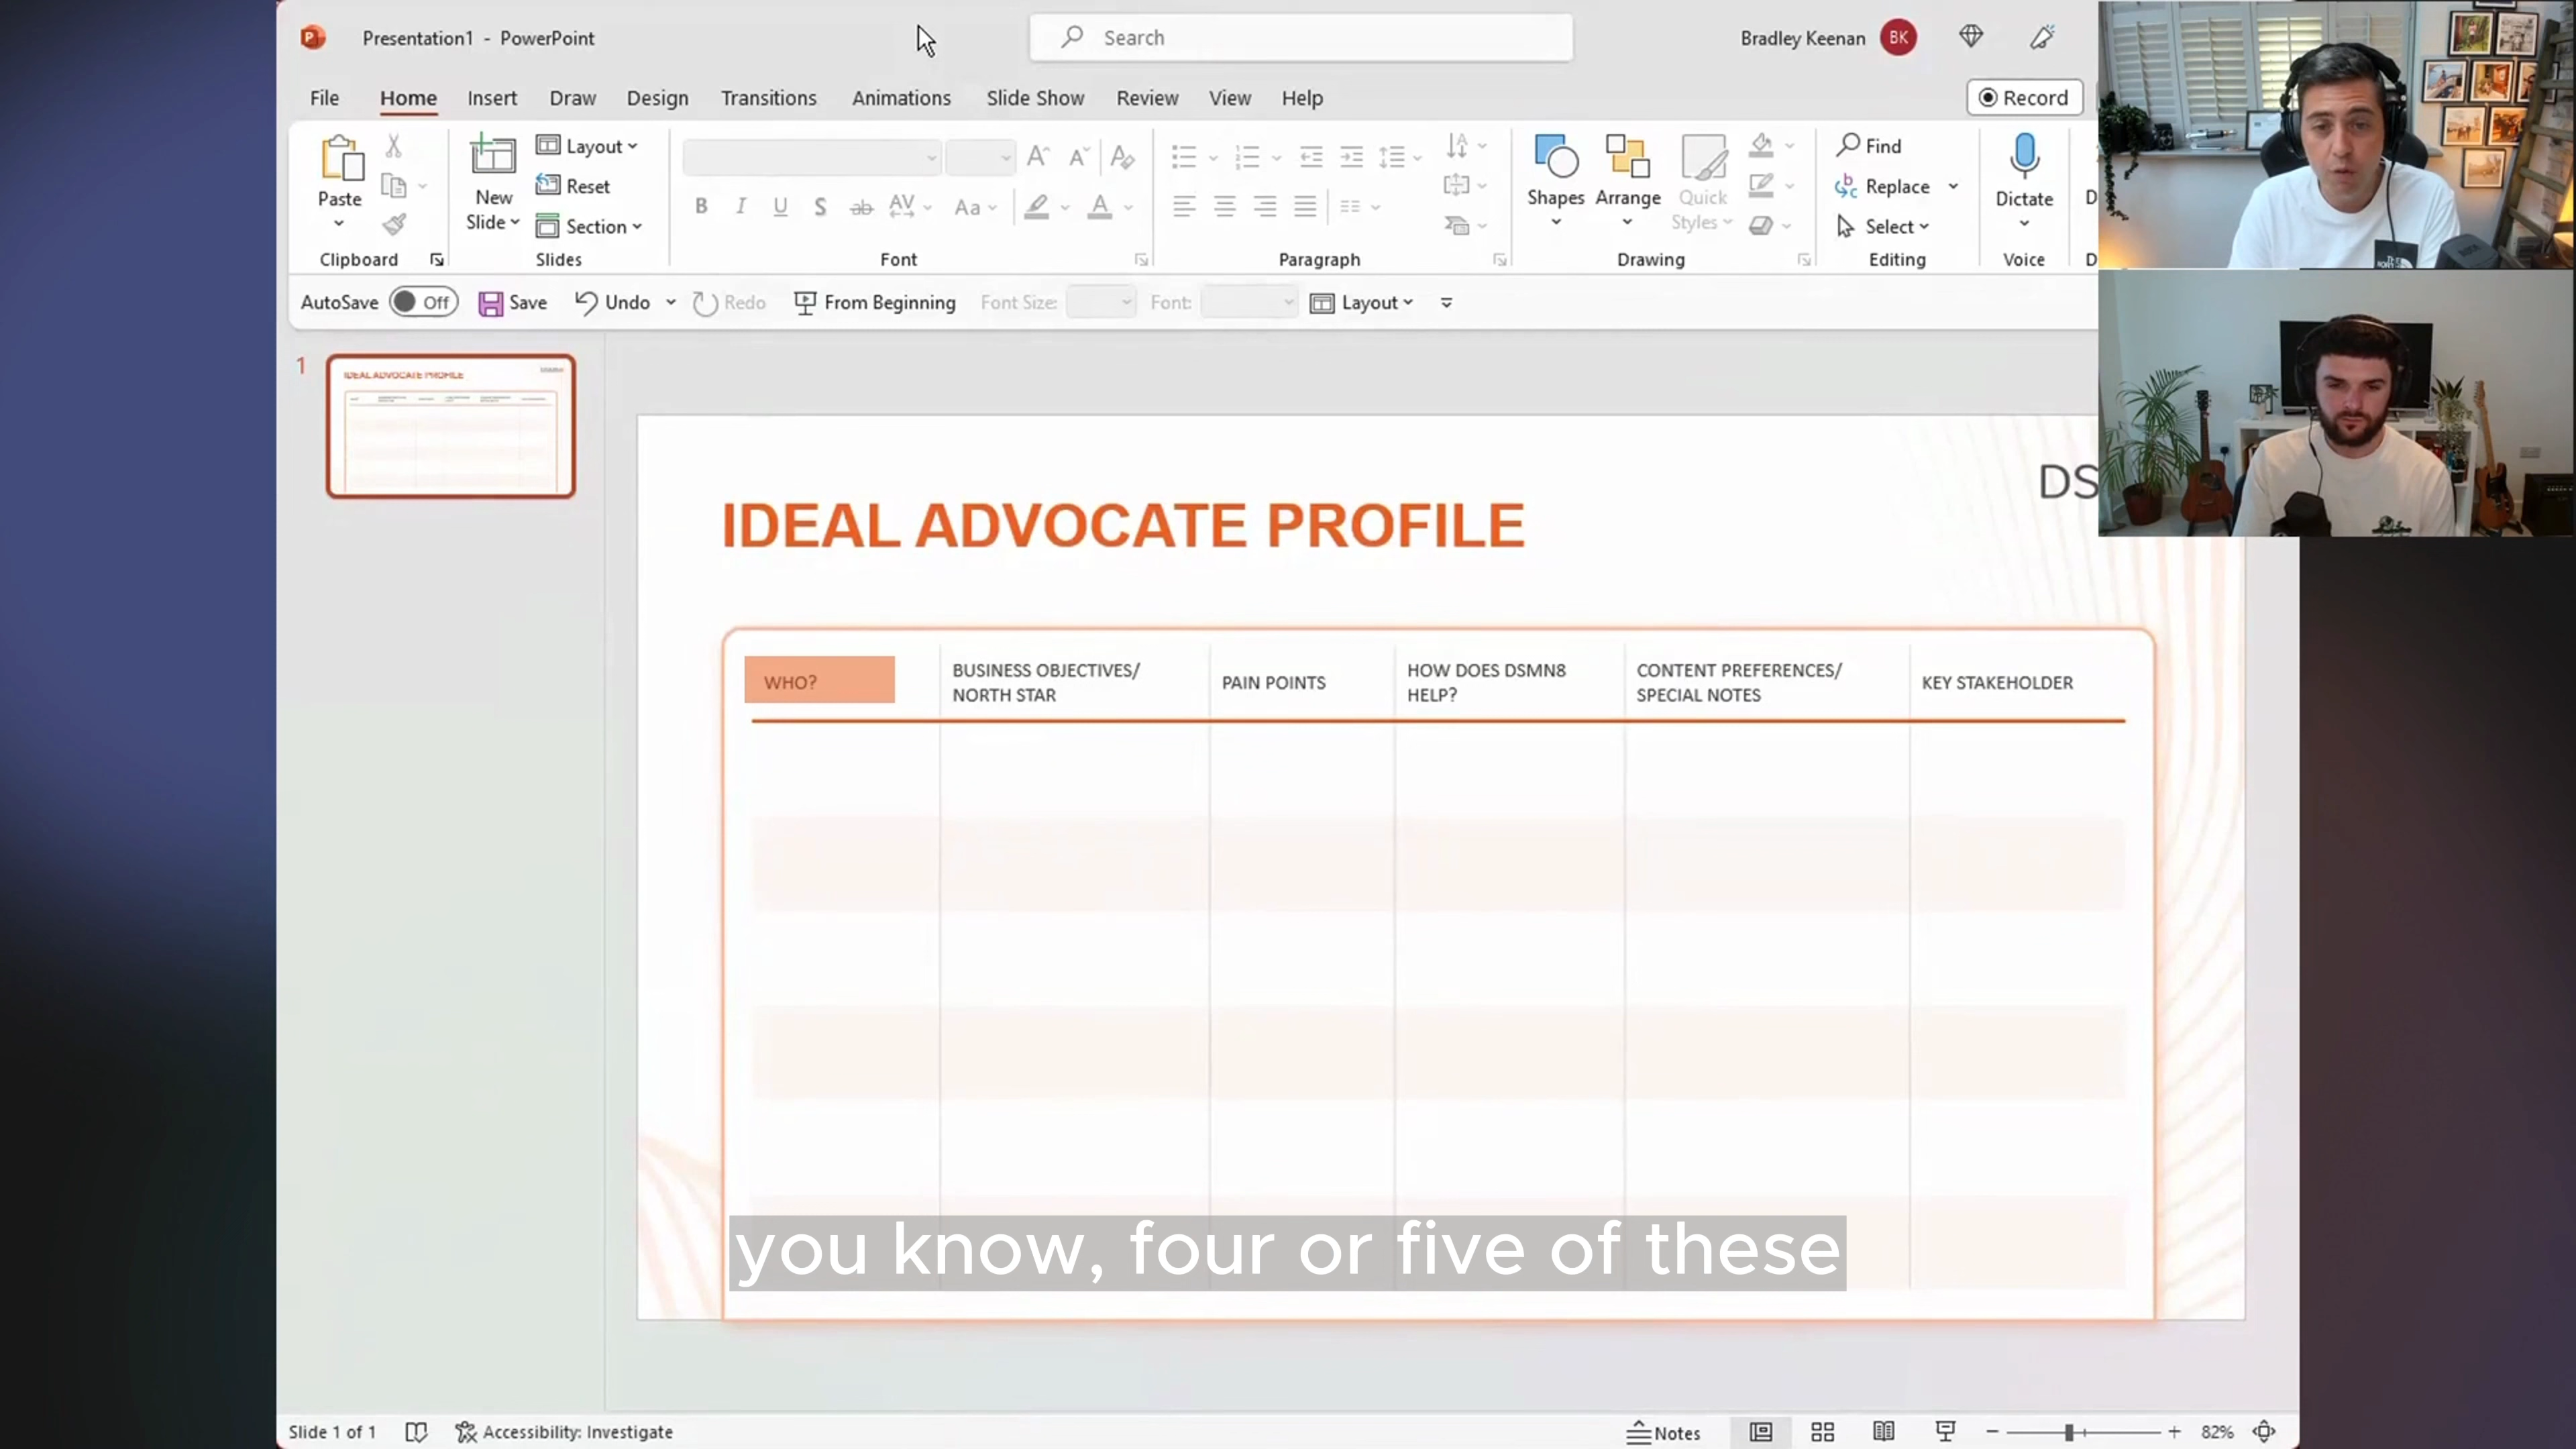 Presentation1 - PowerPoint
Search
Bradley Keenan BK
File Home Insert Draw Design Transitions Animations Slide Show Review View Help
Record
Paste
New
Slide
Layout
Reset
Section
Find
Replace
Select
Shapes
Arrange
Quick
Styles
Dictate
Clipboard
Slides
Font
Paragraph
Drawing
Editing
Voice
AutoSave Off Save Undo Redo From Beginning Font Size: Font: Layout
1
IDEAL ADVOCATE PROFILE
DS
IDEAL ADVOCATE PROFILE
WHO?
BUSINESS OBJECTIVES/
NORTH STAR
PAIN POINTS
HOW DOES DSMN8
HELP?
CONTENT PREFERENCES/
SPECIAL NOTES
KEY STAKEHOLDER
you know, four or five of these
Slide 1 of 1 Accessibility: Investigate Notes 82%